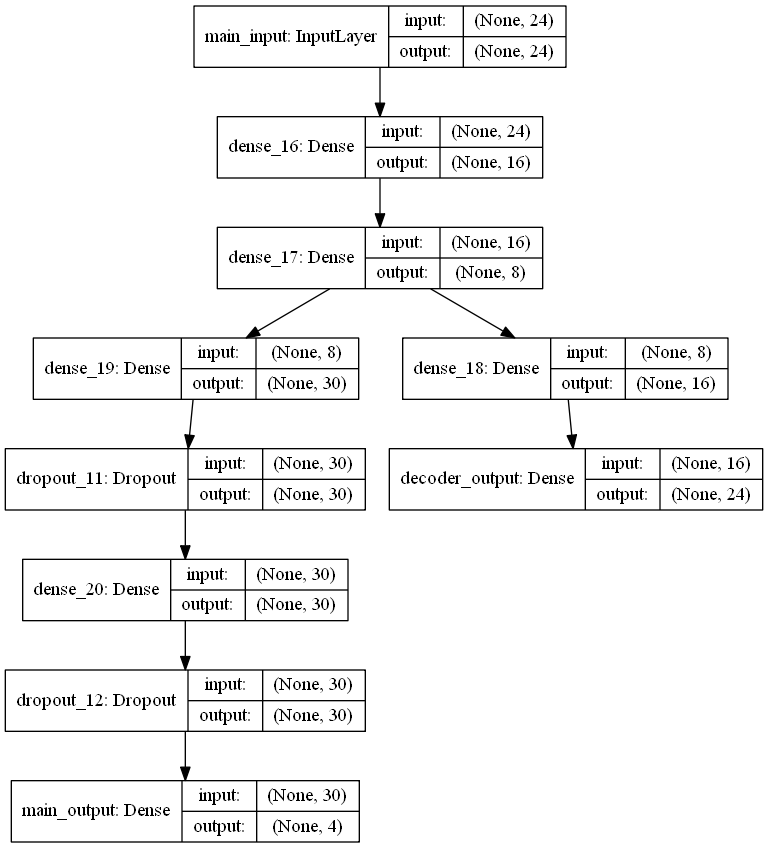 main_input: InputLayer
input: (None, 24)
output: (None, 24)
dense_16: Dense
input: (None, 24)
output: (None, 16)
dense_17: Dense
input: (None, 16)
output: (None, 8)
dense_19: Dense
input: (None, 8)
output: (None, 30)
dense_18: Dense
input: (None, 8)
output: (None, 16)
dropout_11: Dropout
input: (None, 30)
output: (None, 30)
decoder_output: Dense
input: (None, 16)
output: (None, 24)
dense_20: Dense
input: (None, 30)
output: (None, 30)
dropout_12: Dropout
input: (None, 30)
output: (None, 30)
main_output: Dense
input: (None, 30)
output: (None, 4)